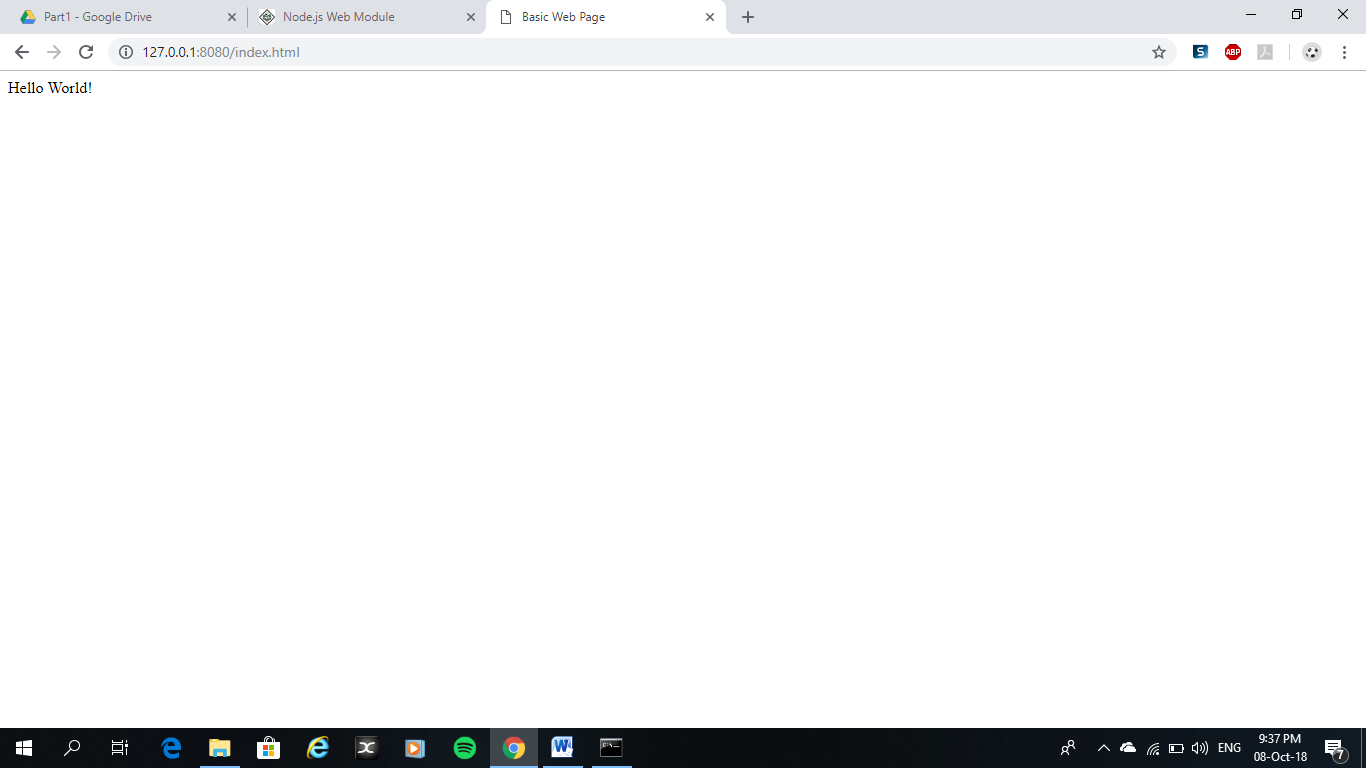 Part1 - Google Drive
Node.js Web Module
Basic Web Page
127.0.0.1:8080/index.html
S
ABP
Hello World!
W
C:\_
ENG
9:37 PM
08-Oct-18
7